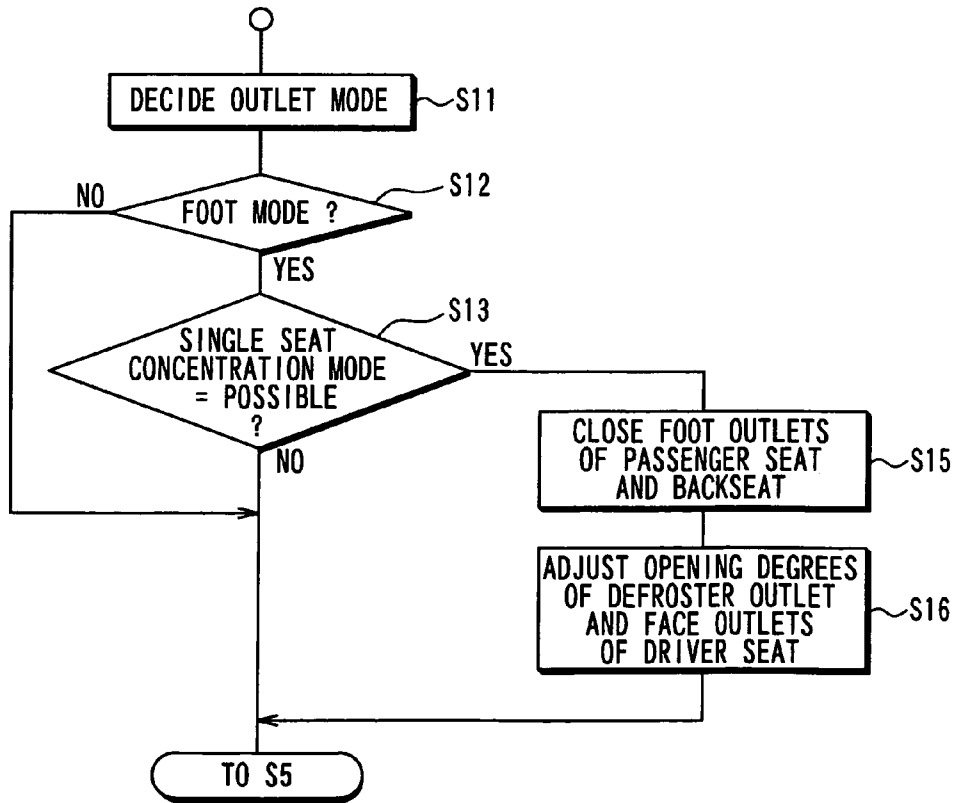 DECIDE OUTLET MODE
S11
NO
FOOT MODE ?
S12
YES
SINGLE SEAT
CONCENTRATION MODE
= POSSIBLE
?
S13
YES
NO
CLOSE FOOT OUTLETS
OF PASSENGER SEAT
AND BACKSEAT
S15
ADJUST OPENING DEGREES
OF DEFROSTER OUTLET
AND FACE OUTLETS
OF DRIVER SEAT
S16
TO S5